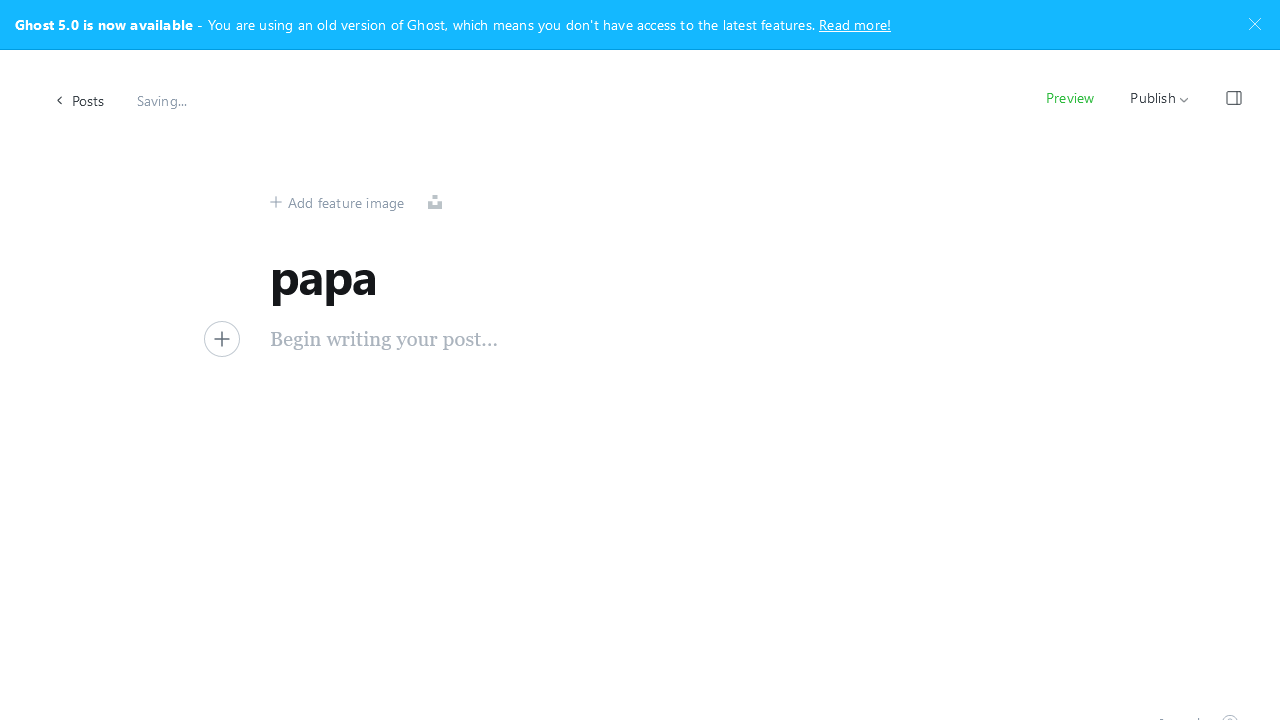 Ghost 5.0 is now available - You are using an old version of Ghost, which means you don't have access to the latest features. Read more!
Posts Saving... Preview Publish
Add feature image
papa
Begin writing your post...